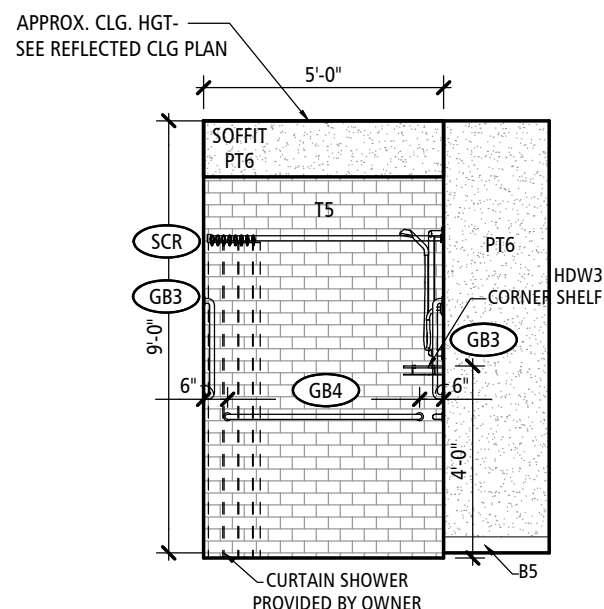 APPROX. CLG. HGT-
SEE REFLECTED CLG PLAN
5'-0"
SOFFIT
PT6
T5
SCR
PT6
HDW3
CORNER SHELF
GB3
GB3
9'-0"
6"
GB4
6"
4'-0"
B5
CURTAIN SHOWER
PROVIDED BY OWNER